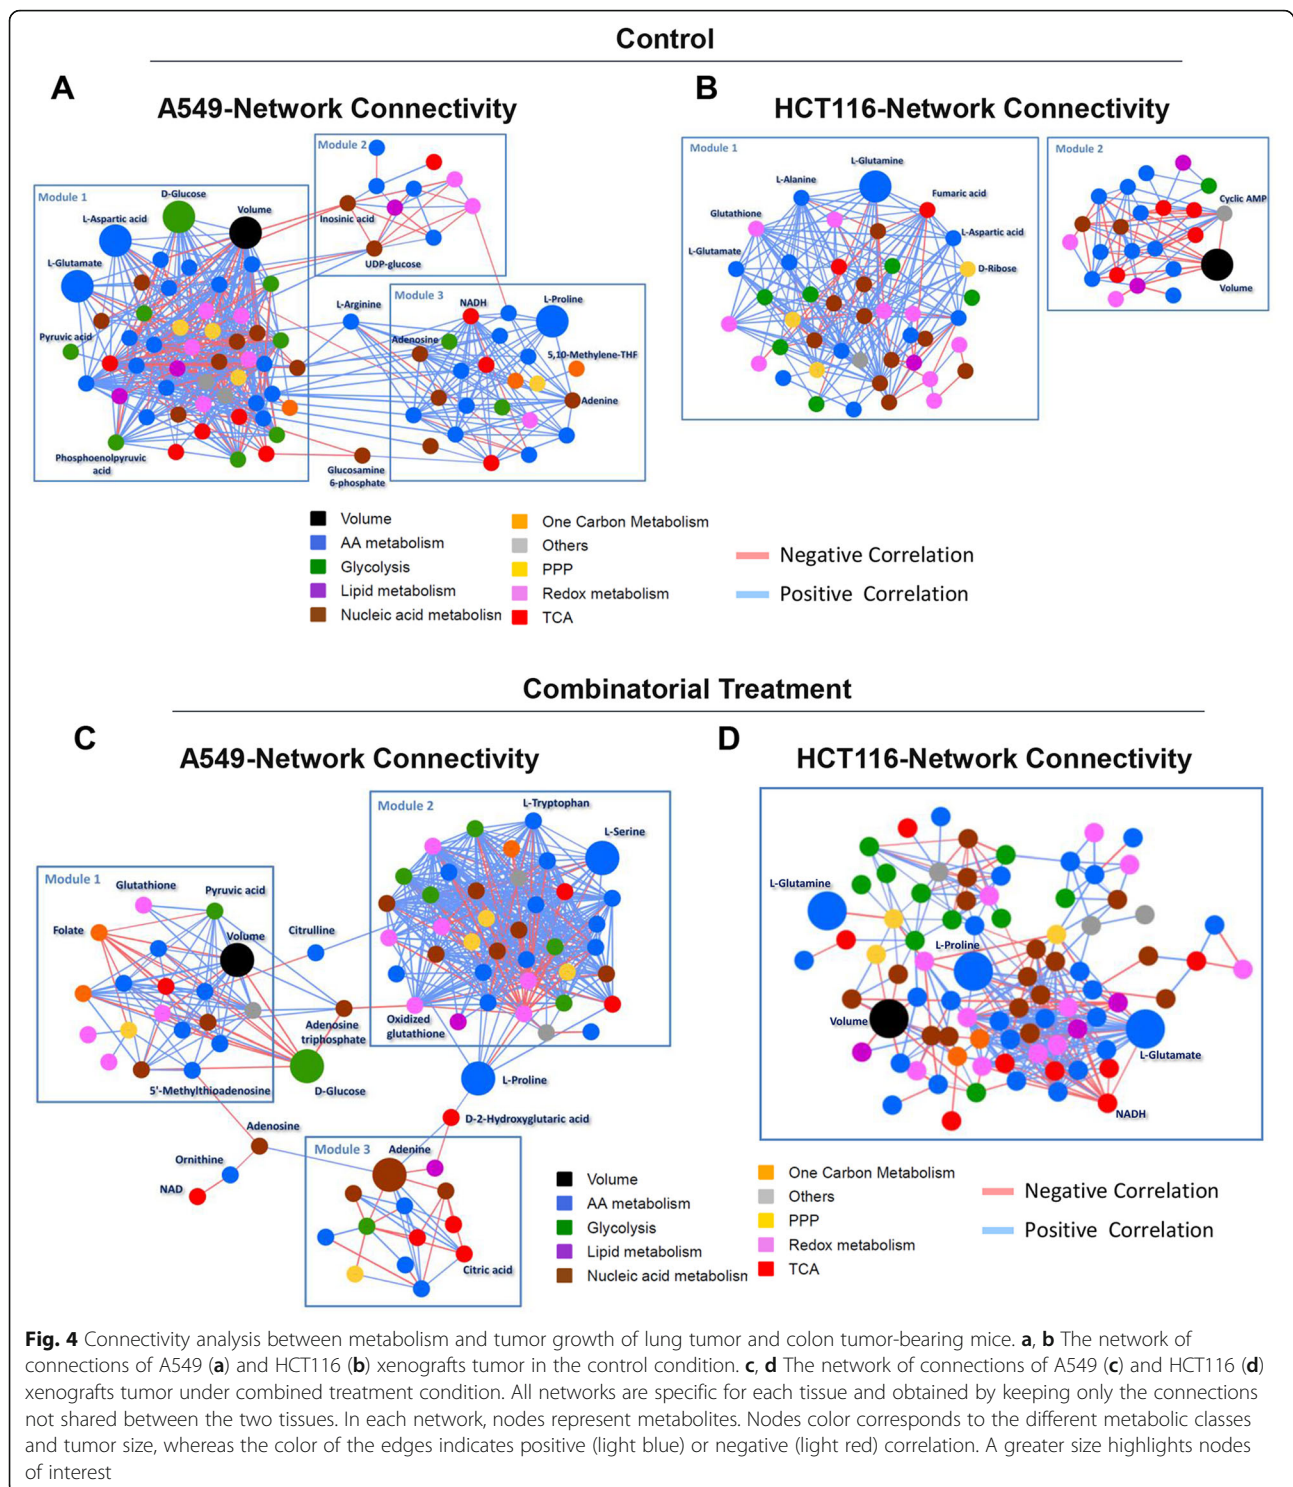 Control
A
A549-Network Connectivity
Module 1
D-Glucose
L-Aspartic acid
Volume
L-Glutamate
Pyruvic acid
Phosphoenolpyruvic
acid
Module 2
Inosinic acid
UDP-glucose
L-Arginine
Glucosamine
6-phosphate
Module 3
NADH
L-Proline
Adenosine
5,10-Methylene-THF
Adenine
B
HCT116-Network Connectivity
Module 1
L-Glutamine
L-Alanine
Fumaric acid
Glutathione
L-Aspartic acid
L-Glutamate
D-Ribose
Module 2
Cyclic AMP
Volume
Volume
AA metabolism
Glycolysis
Lipid metabolism
Nucleic acid metabolisn
One Carbon Metabolism
Others
PPP
Redox metabolism
TCA
Negative Correlation
Positive Correlation
Combinatorial Treatment
C
A549-Network Connectivity
Module 1
Glutathione
Pyruvic acid
Folate
Volume
5'-Methylthioadenosine
Citrulline
Adenosine
triphosphate
D-Glucose
Module 2
L-Tryptophan
L-Serine
Oxidized
glutathione
L-Proline
D-2-Hydroxyglutaric acid
Adenosine
Ornithine
NAD
Module 3
Adenine
Citric acid
D
HCT116-Network Connectivity
L-Glutamine
L-Proline
Volume
L-Glutamate
NADH
Volume
AA metabolism
Glycolysis
Lipid metabolism
Nucleic acid metabolisn
One Carbon Metabolism
Others
PPP
Redox metabolism
TCA
Negative Correlation
Positive Correlation
Fig. 4 Connectivity analysis between metabolism and tumor growth of lung tumor and colon tumor-bearing mice. a, b The network of
connections of A549 (a) and HCT116 (b) xenografts tumor in the control condition. c, d The network of connections of A549 (c) and HCT116 (d)
xenografts tumor under combined treatment condition. All networks are specific for each tissue and obtained by keeping only the connections
not shared between the two tissues. In each network, nodes represent metabolites. Nodes color corresponds to the different metabolic classes
and tumor size, whereas the color of the edges indicates positive (light blue) or negative (light red) correlation. A greater size highlights nodes
of interest